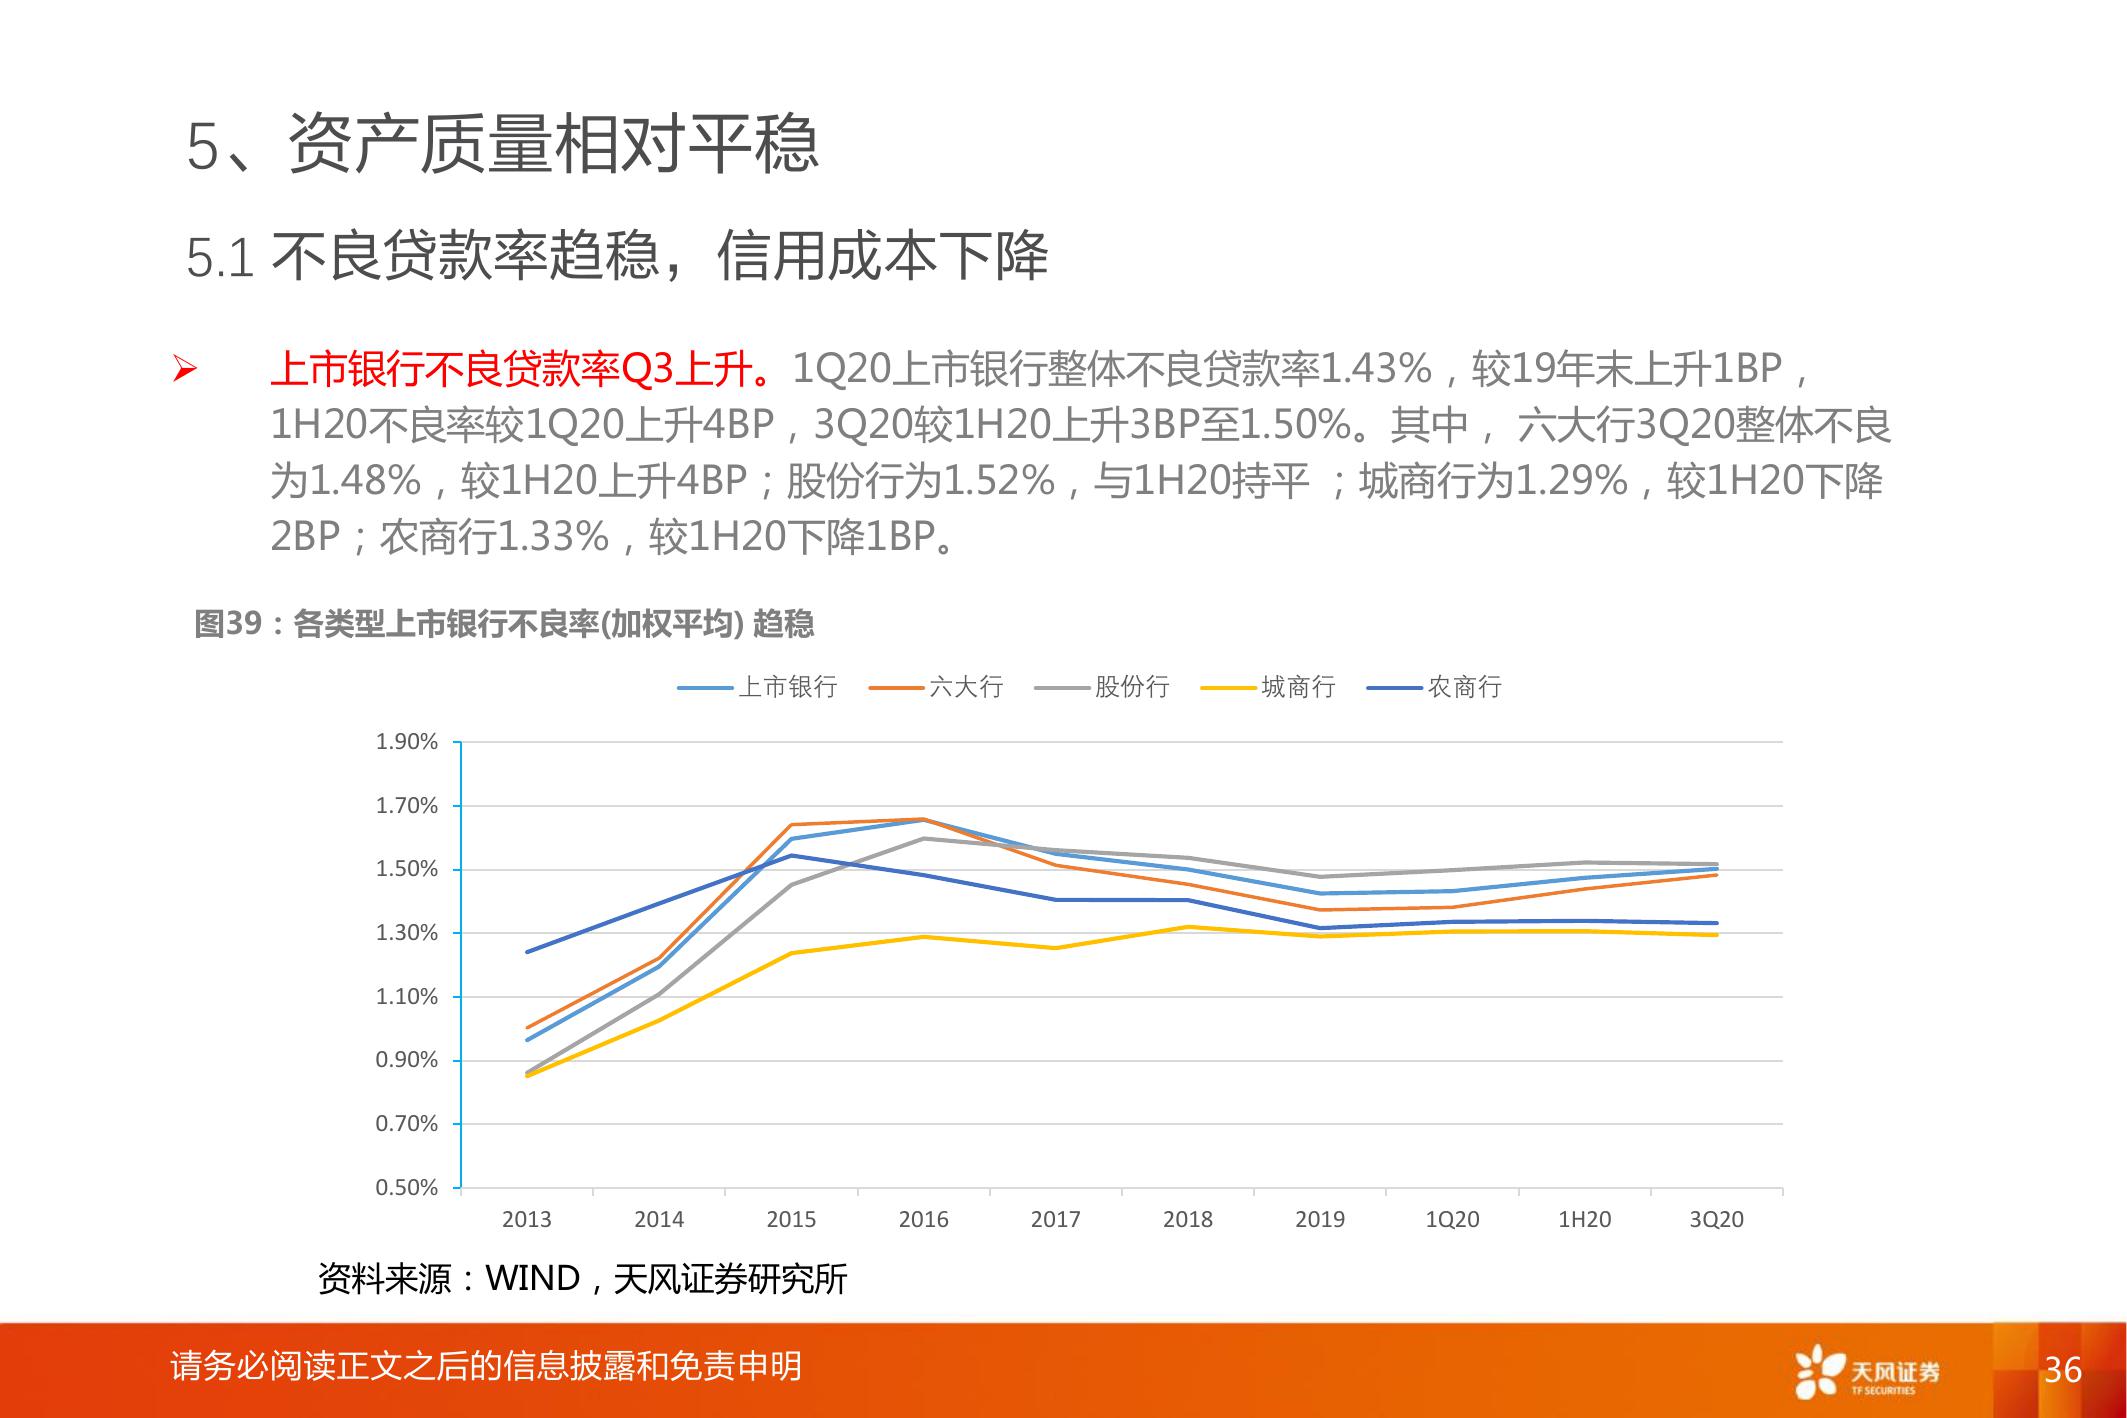 5、资产质量相对平稳
5.1 不良贷款率趋稳，信用成本下降
上市银行不良贷款率Q3上升。1Q20上市银行整体不良贷款率1.43%，较19年末上升1BP，
1H20不良率较1Q20上升4BP，3Q20较1H20上升3BP至1.50%。其中， 六大行3Q20整体不良
为1.48%，较1H20上升4BP；股份行为1.52%，与1H20持平 ；城商行为1.29%，较1H20下降
2BP；农商行1.33%，较1H20下降1BP。
图39：各类型上市银行不良率(加权平均) 趋稳
上市银行 六大行 股份行 城商行 农商行
1.90%
1.70%
1.50%
1.30%
1.10%
0.90%
0.70%
0.50%
2013 2014 2015 2016 2017 2018 2019 1Q20 1H20 3Q20
资料来源：WIND，天风证券研究所
请务必阅读正文之后的信息披露和免责申明
天风证券
TF SECURITIES
36